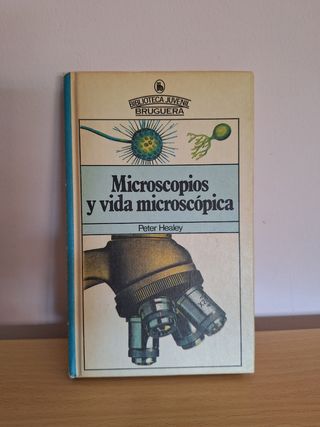 BIBLIOTECA JUVENIL
BRUGUERA
Microscopios
y vida microscópica
Peter Healey